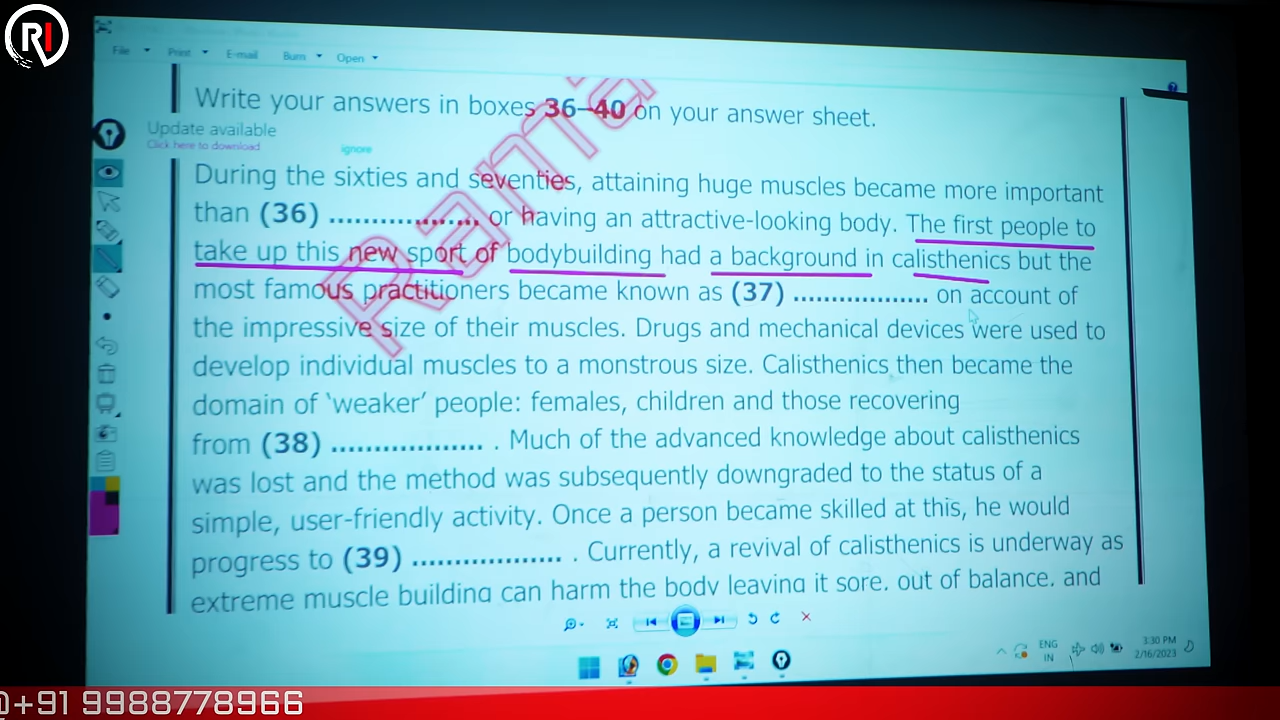 RI
File Print E-mail Burn Open
Write your answers in boxes 36–40 on your answer sheet.
Update available
Click here to download
ignore
During the sixties and seventies, attaining huge muscles became more important
than (36) .................... or having an attractive-looking body. The first people to
take up this new sport of bodybuilding had a background in calisthenics but the
most famous practitioners became known as (37) .................. on account of
the impressive size of their muscles. Drugs and mechanical devices were used to
develop individual muscles to a monstrous size. Calisthenics then became the
domain of ‘weaker’ people: females, children and those recovering
from (38) .................. . Much of the advanced knowledge about calisthenics
was lost and the method was subsequently downgraded to the status of a
simple, user-friendly activity. Once a person became skilled at this, he would
progress to (39) .................. . Currently, a revival of calisthenics is underway as
extreme muscle building can harm the body leaving it sore, out of balance, and
Rama
ENG
IN
3:30 PM
2/16/2023
+91 9988778966